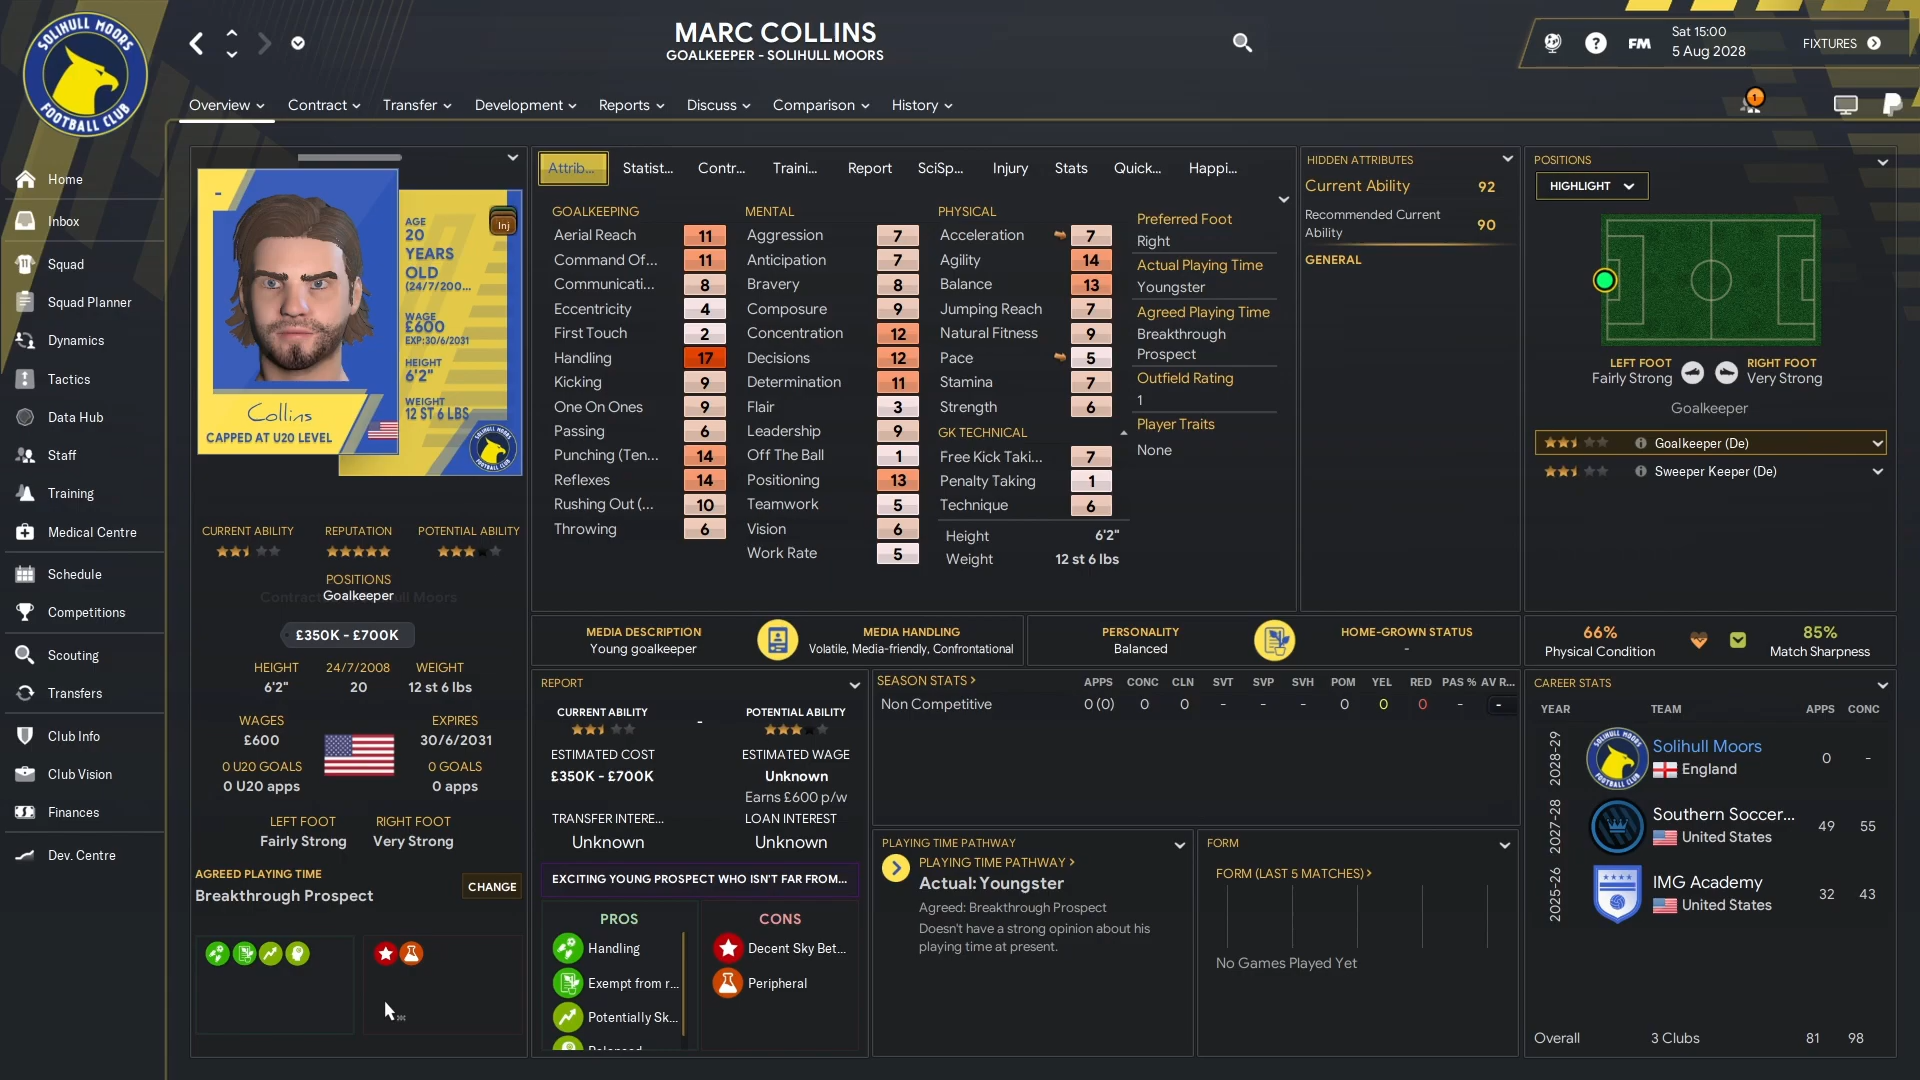 MARC COLLINS
GOALKEEPER - SOLIHULL MOORS
SOLIHULL MOORS FOOTBALL CLUB
FM
Sat 15:00
5 Aug 2028
FIXTURES
1
Overview
Contract
Transfer
Development
Reports
Discuss
Comparison
History
Home
Inbox
Squad
Squad Planner
Dynamics
Tactics
Data Hub
Staff
Training
Medical Centre
Schedule
Competitions
Scouting
Transfers
Club Info
Club Vision
Finances
Dev. Centre
AGE
20
YEARS
OLD
(24/7/200...
Inj
WAGE
£600
EXP:30/6/2031
HEIGHT
6'2"
WEIGHT
12 ST 6 LBS
Collins
CAPPED AT U20 LEVEL
CURRENT ABILITY
REPUTATION
POTENTIAL ABILITY
POSITIONS
Goalkeeper
£350K - £700K
HEIGHT 24/7/2008 WEIGHT
6'2" 20 12 st 6 lbs
WAGES EXPIRES
£600 30/6/2031
0 U20 GOALS 0 GOALS
0 U20 apps 0 apps
LEFT FOOT RIGHT FOOT
Fairly Strong Very Strong
AGREED PLAYING TIME
Breakthrough Prospect
CHANGE
Attrib... Statist... Contr... Traini... Report SciSp... Injury Stats Quick... Happi...
GOALKEEPING
Aerial Reach 11
Command Of... 11
Communicati... 8
Eccentricity 4
First Touch 2
Handling 17
Kicking 9
One On Ones 9
Passing 6
Punching (Ten... 14
Reflexes 14
Rushing Out (... 10
Throwing 6
MENTAL
Aggression 7
Anticipation 7
Bravery 8
Composure 9
Concentration 12
Decisions 12
Determination 11
Flair 3
Leadership 9
Off The Ball 1
Positioning 13
Teamwork 5
Vision 6
Work Rate 5
PHYSICAL
Acceleration 7
Agility 14
Balance 13
Jumping Reach 7
Natural Fitness 9
Pace 5
Stamina 7
Strength 6
GK TECHNICAL
Free Kick Taki... 7
Penalty Taking 1
Technique 6
Height 6'2"
Weight 12 st 6 lbs
Preferred Foot
Right
Actual Playing Time
Youngster
Agreed Playing Time
Breakthrough
Prospect
Outfield Rating
1
Player Traits
None
HIDDEN ATTRIBUTES
Current Ability 92
Recommended Current
Ability 90
GENERAL
POSITIONS
HIGHLIGHT
LEFT FOOT
Fairly Strong
RIGHT FOOT
Very Strong
Goalkeeper
Goalkeeper (De)
Sweeper Keeper (De)
MEDIA DESCRIPTION
Young goalkeeper
MEDIA HANDLING
Volatile, Media-friendly, Confrontational
PERSONALITY
Balanced
HOME-GROWN STATUS
-
66%
Physical Condition
85%
Match Sharpness
REPORT
CURRENT ABILITY - POTENTIAL ABILITY
ESTIMATED COST ESTIMATED WAGE
£350K - £700K Unknown
Earns £600 p/w
TRANSFER INTERE... LOAN INTEREST
Unknown Unknown
EXCITING YOUNG PROSPECT WHO ISN'T FAR FROM...
PROS
Handling
Exempt from r...
Potentially Sk...
Balanced
CONS
Decent Sky Bet...
Peripheral
SEASON STATS > APPS CONC CLN SVT SVP SVH POM YEL RED PAS % AV R...
Non Competitive 0 (0) 0 0 - - - 0 0 0 - -
PLAYING TIME PATHWAY
PLAYING TIME PATHWAY >
Actual: Youngster
Agreed: Breakthrough Prospect
Doesn't have a strong opinion about his
playing time at present.
FORM
FORM (LAST 5 MATCHES) >
No Games Played Yet
CAREER STATS
YEAR TEAM APPS CONC
2028-29 Solihull Moors 0 -
England
2027-28 Southern Soccer... 49 55
United States
2025-26 IMG Academy 32 43
United States
Overall 3 Clubs 81 98